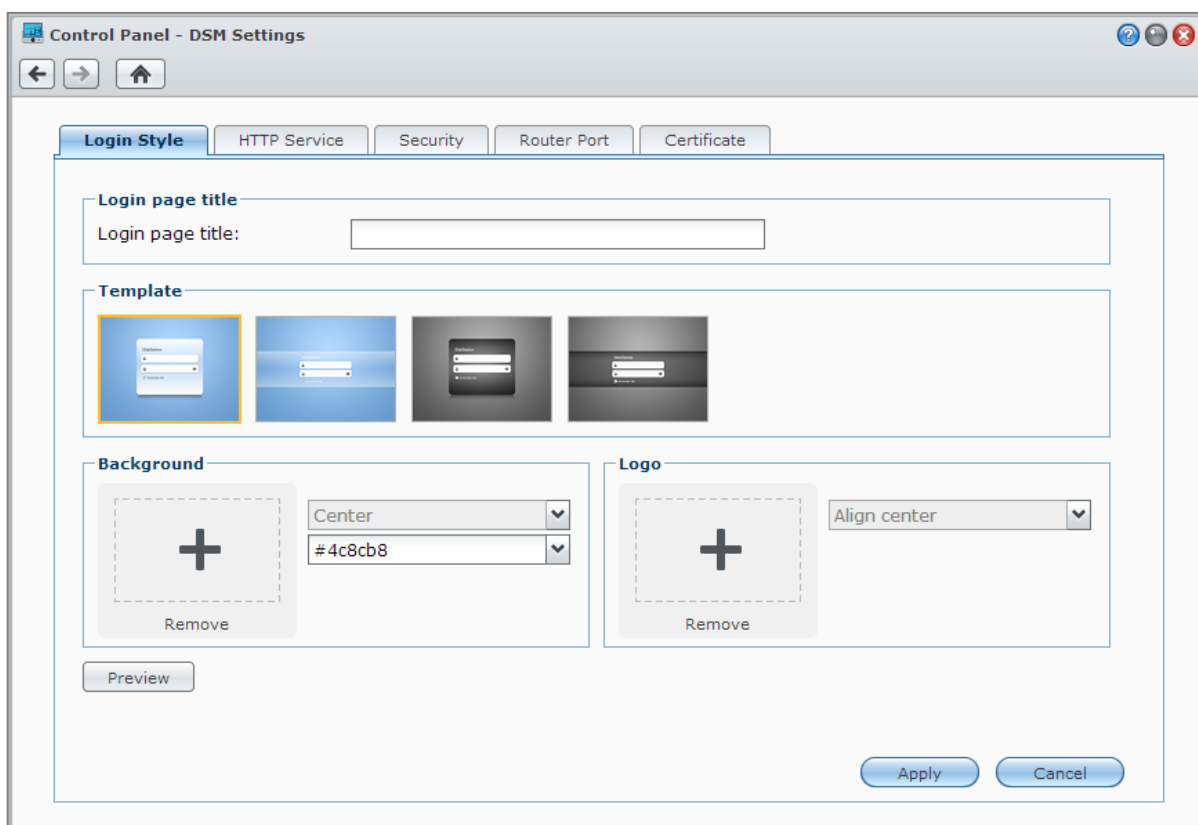 Control Panel - DSM Settings
Login Style HTTP Service Security Router Port Certificate
Login page title
Login page title:
Template
Background
Center
#4c8cb8
Remove
Logo
Align center
Remove
Preview
Apply Cancel